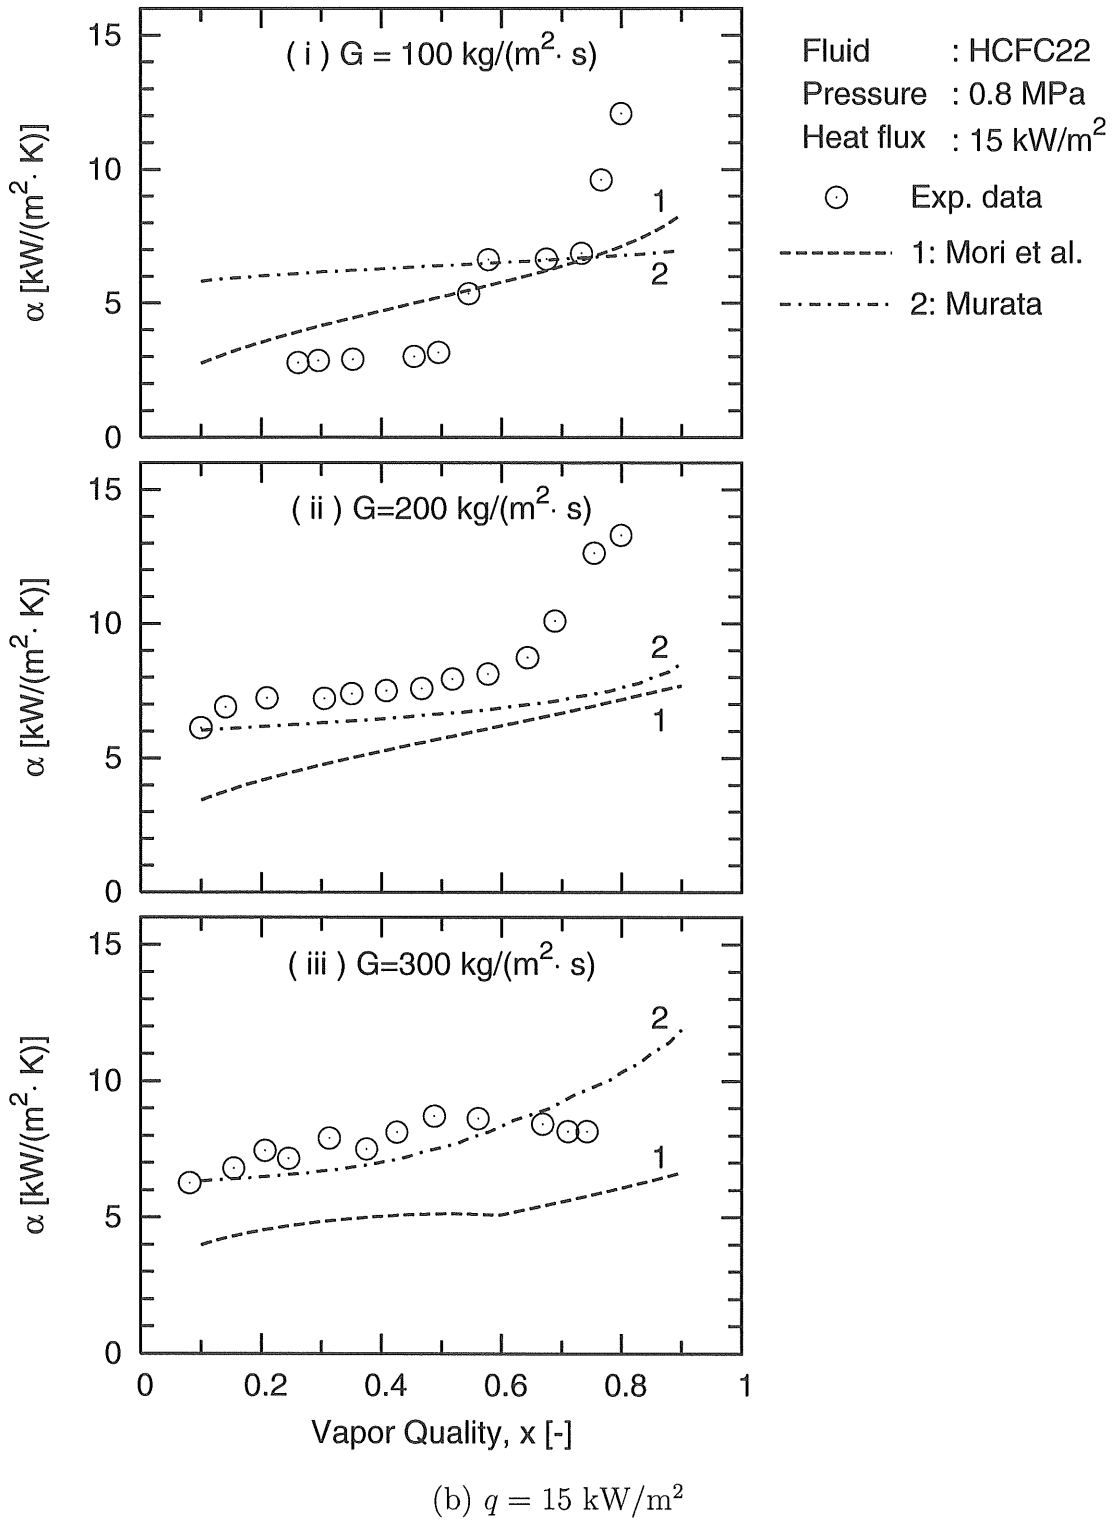 15
10
5
0
α [kW/(m²· K)]
( i ) G = 100 kg/(m²· s)
1
2
Fluid : HCFC22
Pressure : 0.8 MPa
Heat flux : 15 kW/m²
Exp. data
1: Mori et al.
2: Murata
15
10
5
0
α [kW/(m²· K)]
( ii ) G=200 kg/(m²· s)
2
1
15
10
5
0
α [kW/(m²· K)]
( iii ) G=300 kg/(m²· s)
2
1
0 0.2 0.4 0.6 0.8 1
Vapor Quality, x [-]
(b) q = 15 kW/m²